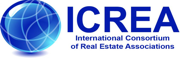 ICREA
International Consortium
of Real Estate Associations